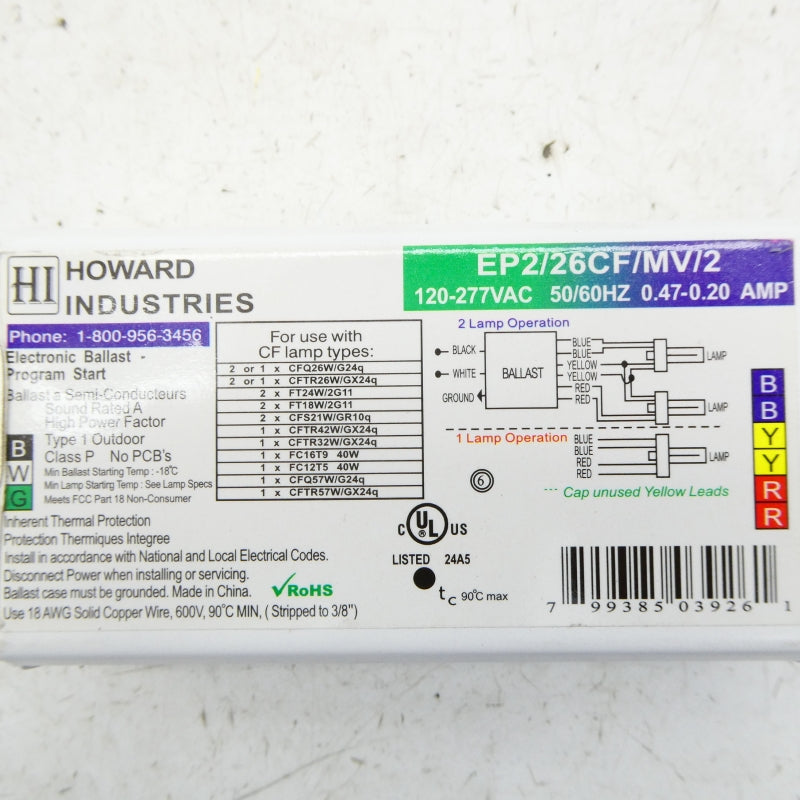 HI HOWARD
INDUSTRIES
EP2/26CF/MV/2
120-277VAC 50/60HZ 0.47-0.20 AMP
Phone: 1-800-956-3456
Electronic Ballast -
Program Start
Ballast a Semi-Conducteurs
Sound Rated A
High Power Factor
Type 1 Outdoor
Class P No PCB's
Min Ballast Starting Temp : -18°C
Min Lamp Starting Temp : See Lamp Specs
Meets FCC Part 18 Non-Consumer
B
W
G
For use with
CF lamp types:
2 or 1 x CFQ26W/G24q
2 or 1 x CFTR26W/GX24q
2 x FT24W/2G11
2 x FT18W/2G11
2 x CFS21W/GR10q
1 x CFTR42W/GX24q
1 x CFTR32W/GX24q
1 x FC16T9 40W
1 x FC12T5 40W
1 x CFQ57W/G24q
1 x CFTR57W/GX24q
2 Lamp Operation
BLACK
WHITE
GROUND
BALLAST
BLUE
BLUE
YELLOW
YELLOW
RED
RED
LAMP
LAMP
1 Lamp Operation
BLUE
BLUE
RED
RED
LAMP
6
--- Cap unused Yellow Leads
B
B
Y
Y
R
R
Inherent Thermal Protection
Protection Thermiques Integree
Install in accordance with National and Local Electrical Codes.
Disconnect Power when installing or servicing.
Ballast case must be grounded. Made in China. RoHS
Use 18 AWG Solid Copper Wire, 600V, 90°C MIN, ( Stripped to 3/8")
C UL US
LISTED 24A5
tc 90°C max
7 99385 03926 1